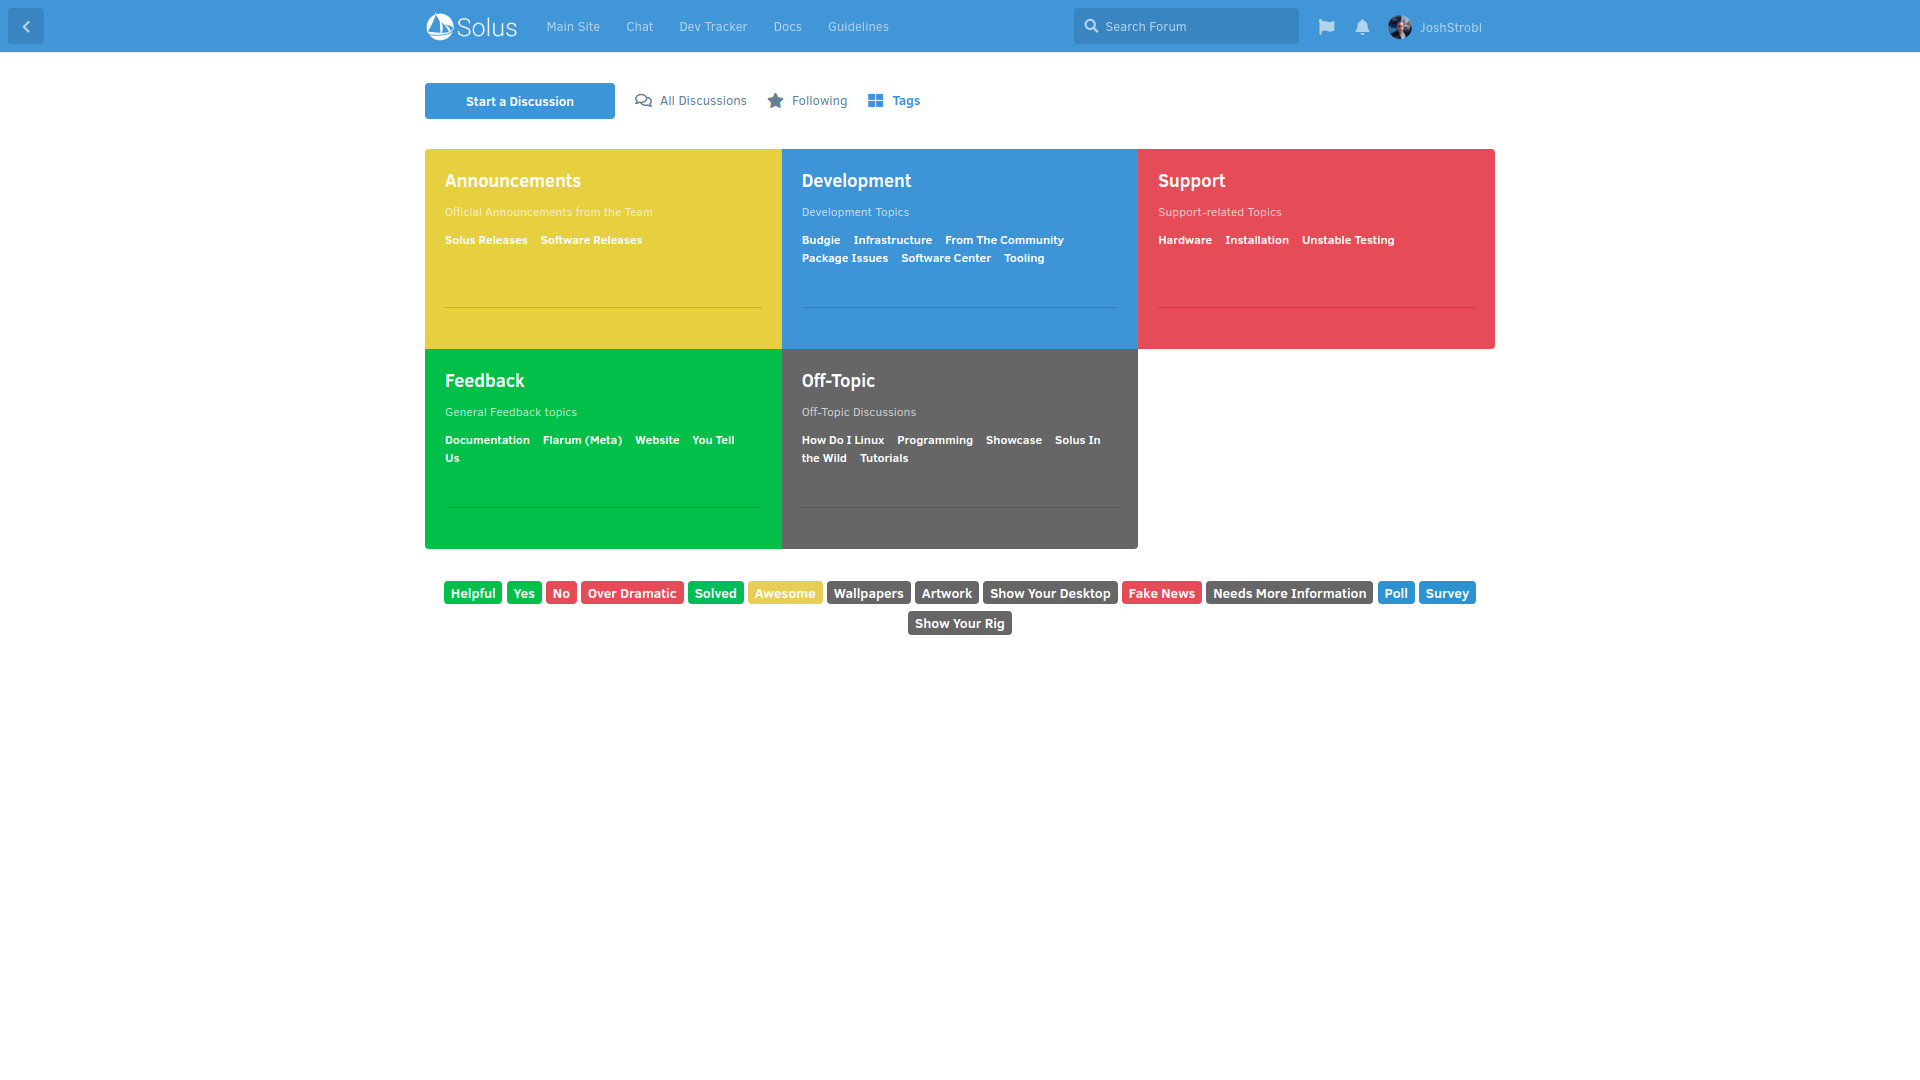 Solus Main Site Chat Dev Tracker Docs Guidelines Search Forum JoshStrobl
Start a Discussion All Discussions Following Tags
Announcements
Official Announcements from the Team
Solus Releases Software Releases
Development
Development Topics
Budgie Infrastructure From The Community
Package Issues Software Center Tooling
Support
Support-related Topics
Hardware Installation Unstable Testing
Feedback
General Feedback topics
Documentation Flarum (Meta) Website You Tell
Us
Off-Topic
Off-Topic Discussions
How Do I Linux Programming Showcase Solus In
the Wild Tutorials
Helpful Yes No Over Dramatic Solved Awesome Wallpapers Artwork Show Your Desktop Fake News Needs More Information Poll Survey
Show Your Rig